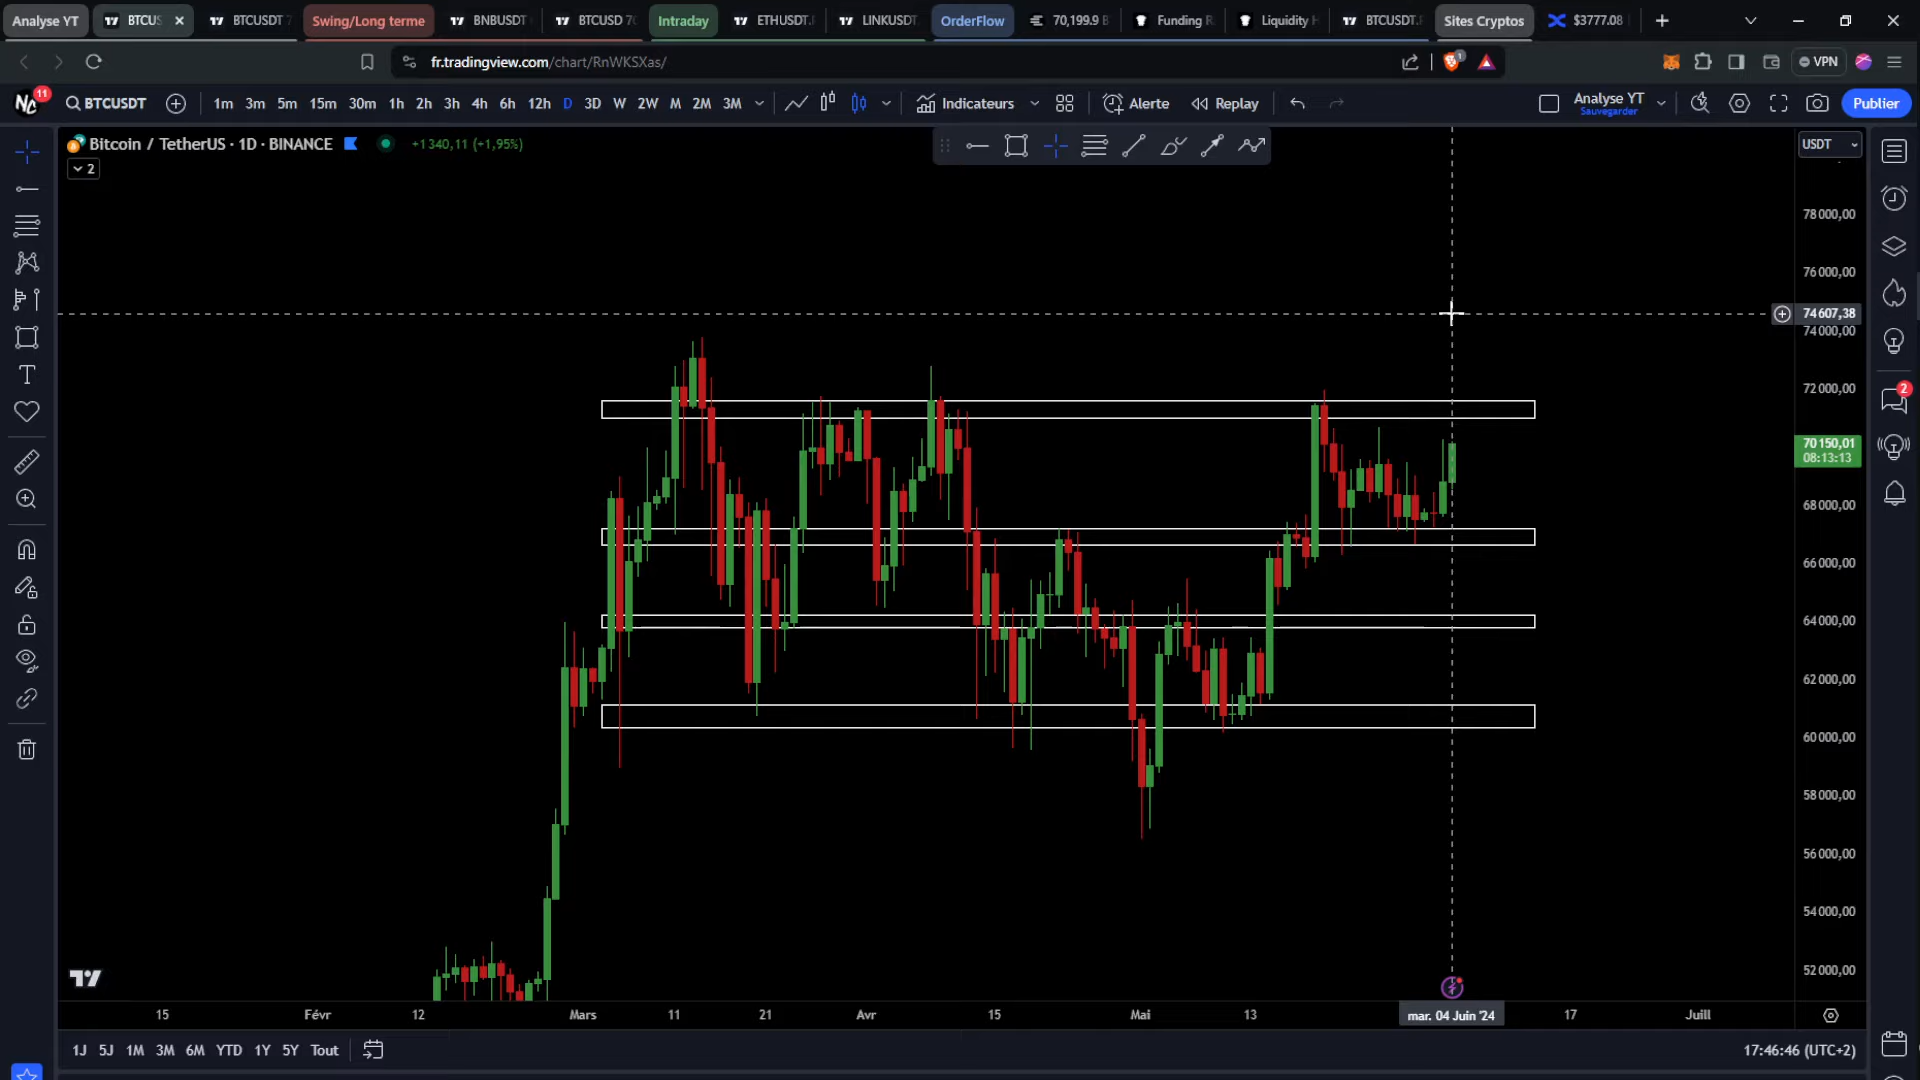 Analyse YT
BTCUS
BTCUSDT 7
Swing/Long terme
BNBUSDT
BTCUSD 70
Intraday
ETHUSDT.
LINKUSDT.
OrderFlow
70,199.9 B
Funding R
Liquidity H
BTCUSDT.
Sites Cryptos
$3777.08
fr.tradingview.com/chart/RnWKSXas/
1
VPN
11
BTCUSDT
1m 3m 5m 15m 30m 1h 2h 3h 4h 6h 12h D 3D W 2W M 2M 3M
Indicateurs
Alerte
Replay
Analyse YT
Sauvegarder
Publier
Bitcoin / TetherUS · 1D · BINANCE
+1 340,11 (+1,95%)
2
USDT
78 000,00
76 000,00
74 607,38
74 000,00
72 000,00
70 150,01
08:13:13
68 000,00
66 000,00
64 000,00
62 000,00
60 000,00
58 000,00
56 000,00
54 000,00
52 000,00
2
15 Févr 12 Mars 11 21 Avr 15 Mai 13 mar. 04 Juin '24 17 Juill
1J 5J 1M 3M 6M YTD 1Y 5Y Tout
17:46:46 (UTC+2)